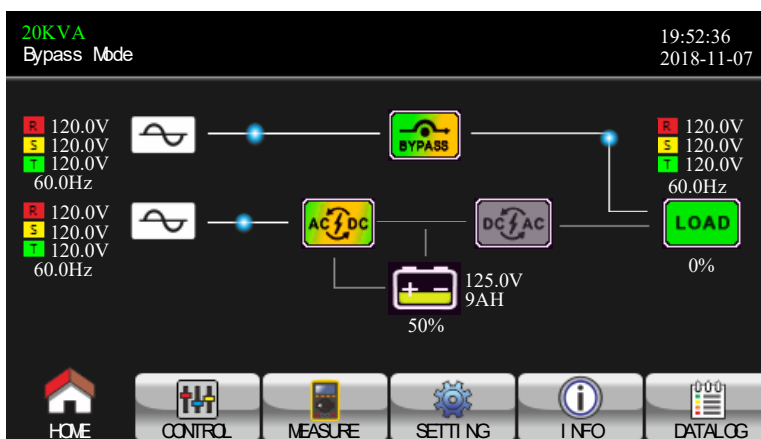 20KVA
Bypass Mode
19:52:36
2018-11-07
R 120.0V
S 120.0V
T 120.0V
60.0Hz
BYPASS
R 120.0V
S 120.0V
T 120.0V
60.0Hz
R 120.0V
S 120.0V
T 120.0V
60.0Hz
AC DC
DC AC
LOAD
0%
+ -
125.0V
9AH
50%
HOME
CONTROL
MEASURE
SETTING
INFO
DATALOG